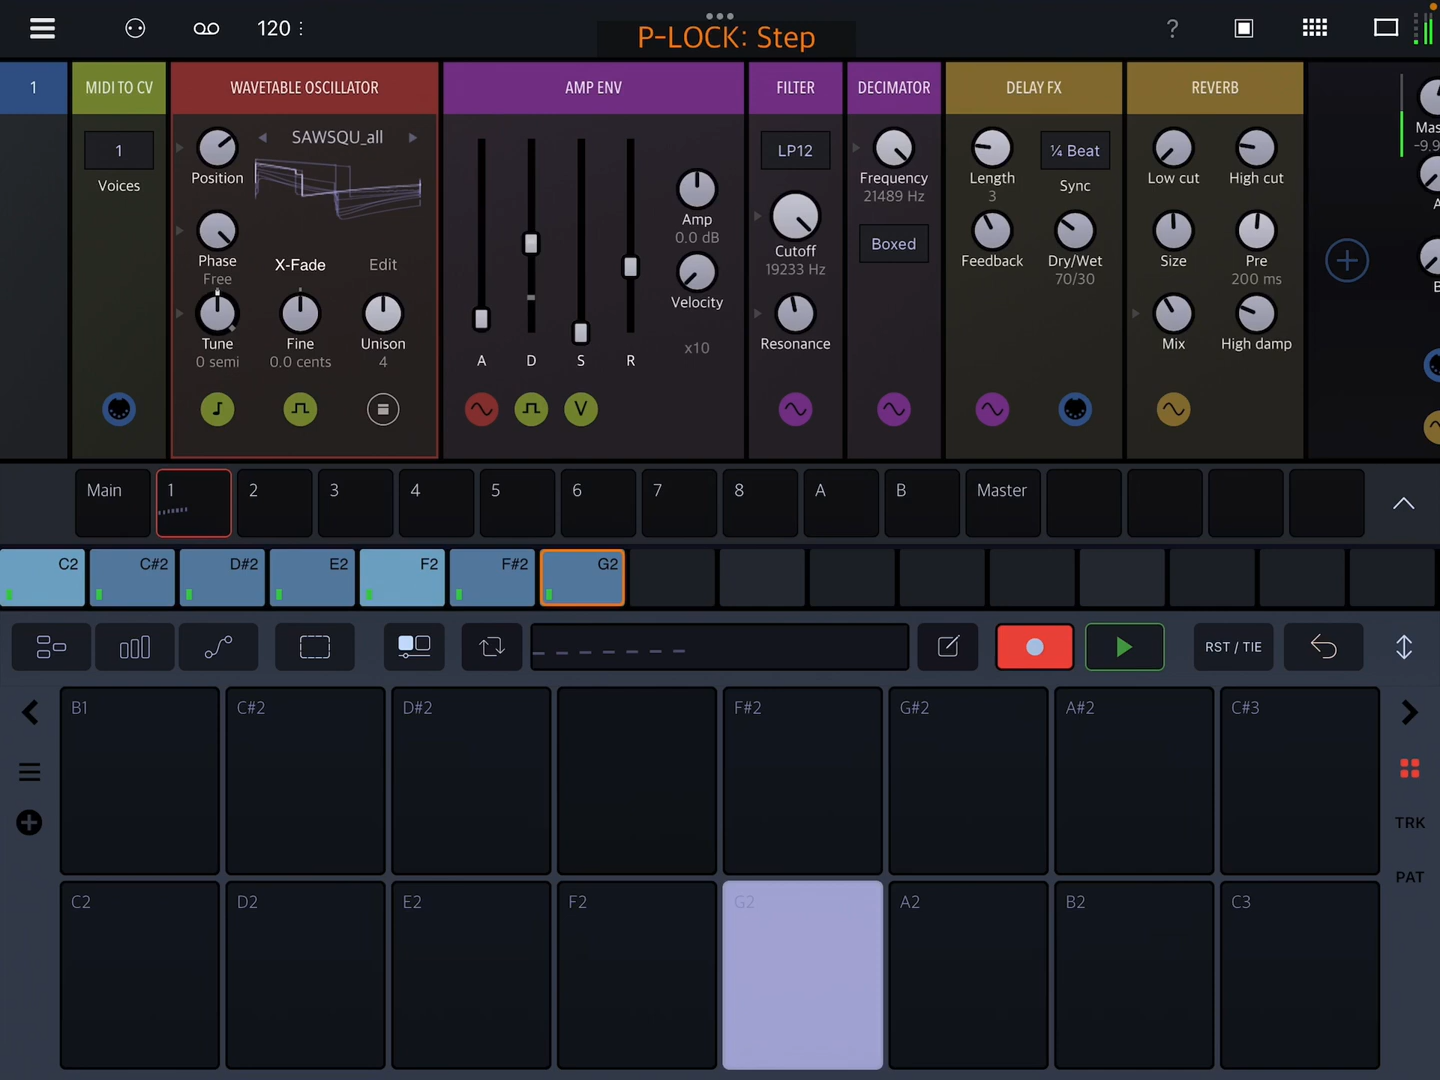 120
P-LOCK: Step
?
1
MIDI TO CV
WAVETABLE OSCILLATOR
AMP ENV
FILTER
DECIMATOR
DELAY FX
REVERB
1
Voices
Position
SAWSQU_all
Phase
Free
X-Fade
Edit
Tune
0 semi
Fine
0.0 cents
Unison
4
A
D
S
R
Amp
0.0 dB
Velocity
x10
V
LP12
Cutoff
19233 Hz
Resonance
Frequency
21489 Hz
Boxed
Length
3
¼ Beat
Sync
Feedback
Dry/Wet
70/30
Low cut
High cut
Size
Pre
200 ms
Mix
High damp
Mas
-9.9
A
B
Main
1
2
3
4
5
6
7
8
A
B
Master
C2
C#2
D#2
E2
F2
F#2
G2
RST / TIE
B1
C#2
D#2
F#2
G#2
A#2
C#3
TRK
PAT
C2
D2
E2
F2
G2
A2
B2
C3